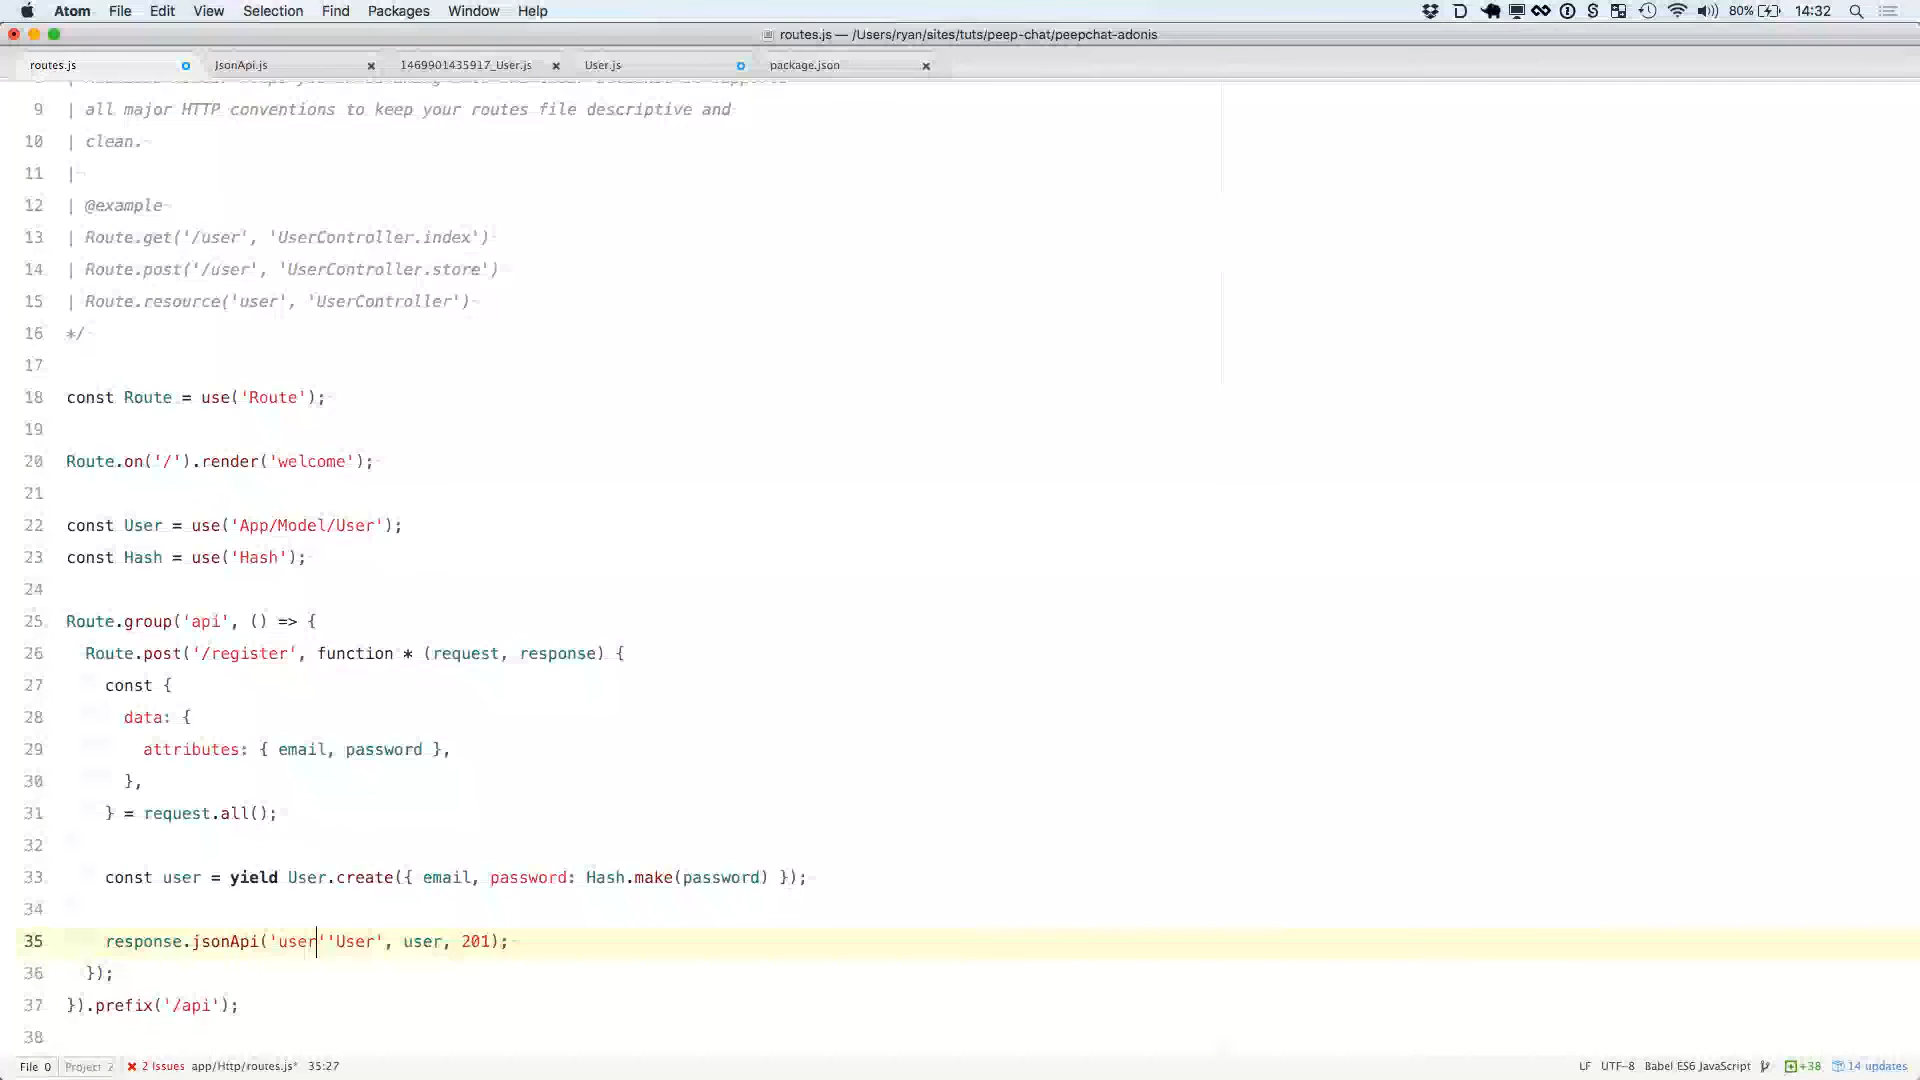 Atom File Edit View Selection Find Packages Window Help 80% 14:32
routes.js — /Users/ryan/sites/tuts/peep-chat/peepchat-adonis
routes.js JsonApi.js 1469901435917_User.js User.js package.json
9 | all major HTTP conventions to keep your routes file descriptive and
10 | clean.
11 |
12 | @example
13 | Route.get('/user', 'UserController.index')
14 | Route.post('/user', 'UserController.store')
15 | Route.resource('user', 'UserController')
16 */
17
18 const Route = use('Route');
19
20 Route.on('/').render('welcome');
21
22 const User = use('App/Model/User');
23 const Hash = use('Hash');
24
25 Route.group('api', () => {
26 Route.post('/register', function * (request, response) {
27 const {
28 data: {
29 attributes: { email, password },
30 },
31 } = request.all();
32
33 const user = yield User.create({ email, password: Hash.make(password) });
34
35 response.jsonApi('user''User', user, 201);
36 });
37 }).prefix('/api');
38
File 0 Project 2 2 Issues app/Http/routes.js* 35:27 LF UTF-8 Babel ES6 JavaScript +38 14 updates